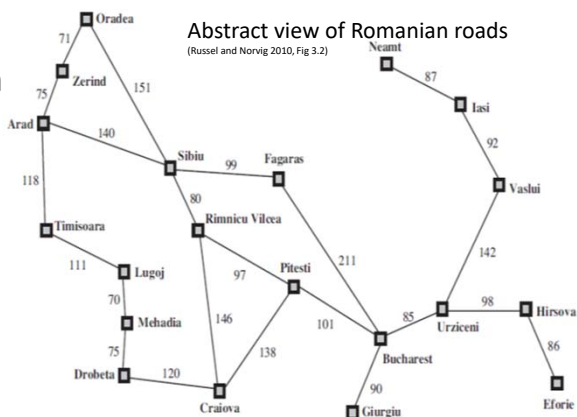 Abstract view of Romanian roads
(Russel and Norvig 2010, Fig 3.2)
Oradea
Neamt
71
87
Zerind
151
Iasi
75
Arad
140
92
Sibiu
99
Fagaras
118
80
Vaslui
Timisoara
Rimnicu Vilcea
111
211
142
Lugoj
97
Pitesti
70
98
Hirsova
Mehadia
146
101
85
Urziceni
75
138
86
Bucharest
Drobeta
120
90
Craiova
Giurgiu
Eforie